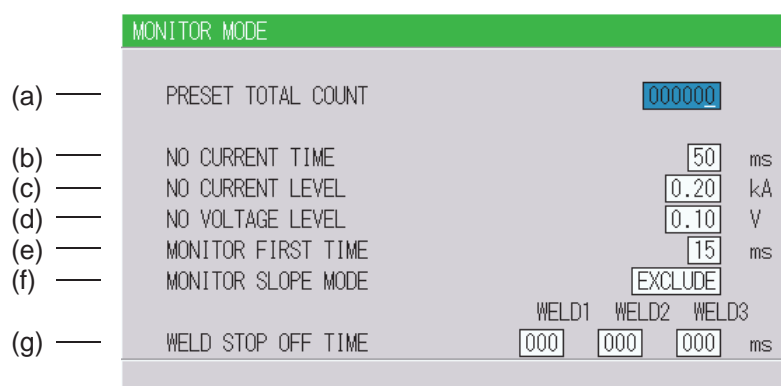 MONITOR MODE
(a) PRESET TOTAL COUNT 000000
(b) NO CURRENT TIME 50 ms
(c) NO CURRENT LEVEL 0.20 kA
(d) NO VOLTAGE LEVEL 0.10 V
(e) MONITOR FIRST TIME 15 ms
(f) MONITOR SLOPE MODE EXCLUDE
WELD1 WELD2 WELD3
(g) WELD STOP OFF TIME 000 000 000 ms